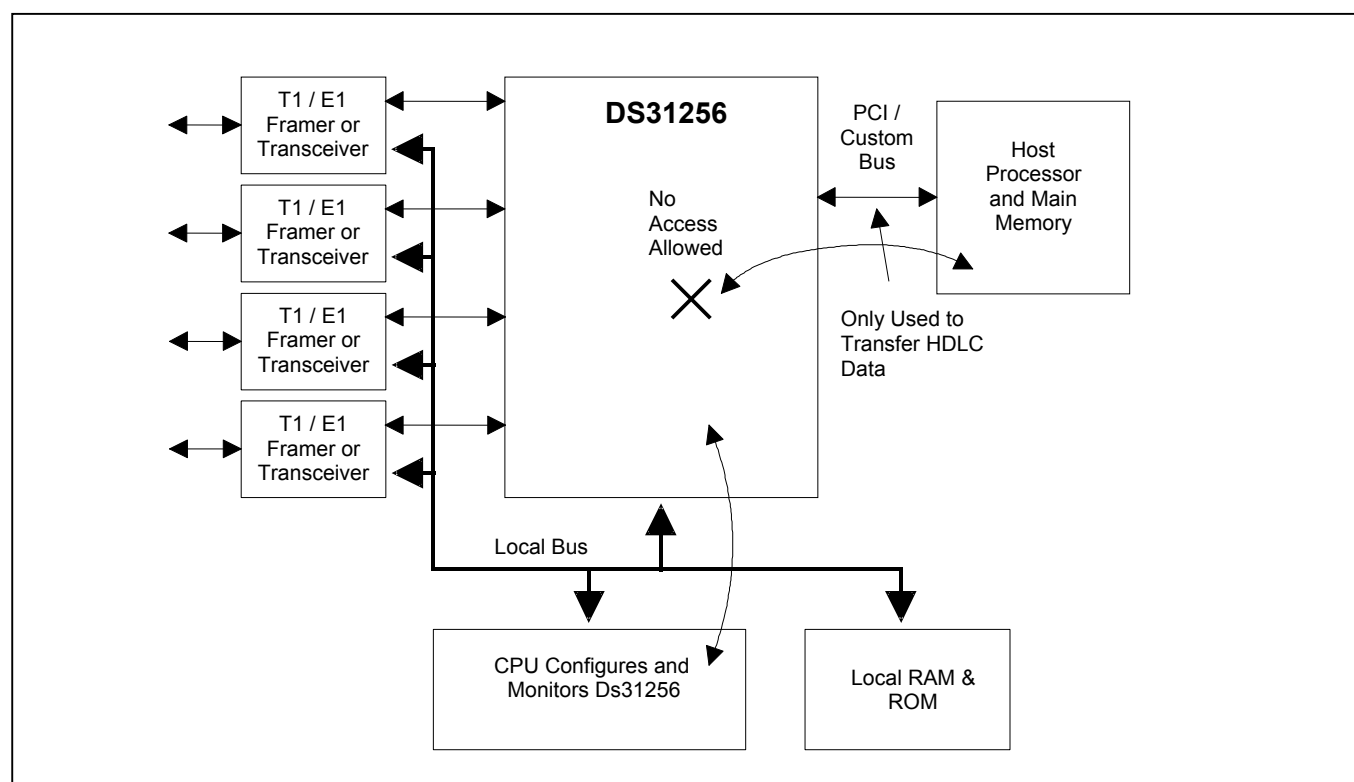 T1 / E1
Framer or
Transceiver
T1 / E1
Framer or
Transceiver
T1 / E1
Framer or
Transceiver
T1 / E1
Framer or
Transceiver
DS31256
No
Access
Allowed
PCI /
Custom
Bus
Host
Processor
and Main
Memory
Only Used to
Transfer HDLC
Data
Local Bus
CPU Configures and
Monitors Ds31256
Local RAM &
ROM